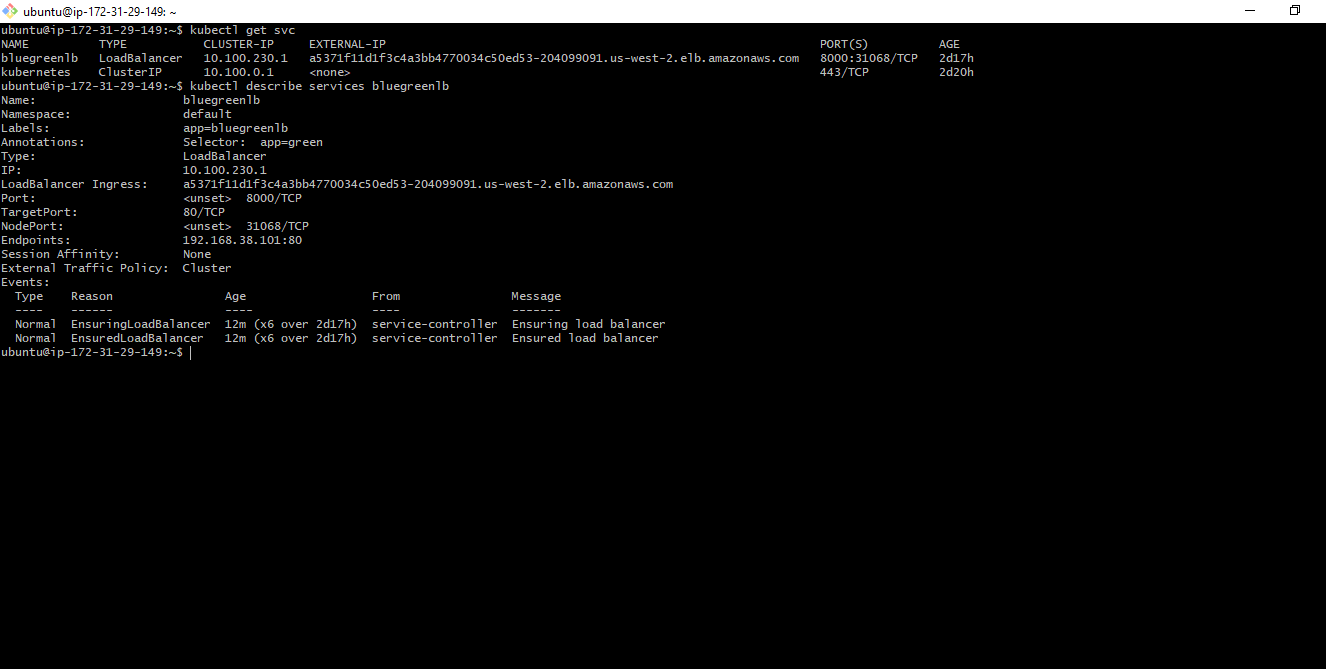 ubuntu@ip-172-31-29-149: ~
ubuntu@ip-172-31-29-149:~$ kubectl get svc
NAME          TYPE           CLUSTER-IP     EXTERNAL-IP                                                              PORT(S)          AGE
bluegreenlb   LoadBalancer   10.100.230.1   a5371f11d1f3c4a3bb4770034c50ed53-204099091.us-west-2.elb.amazonaws.com   8000:31068/TCP   2d17h
kubernetes    ClusterIP      10.100.0.1     <none>                                                                   443/TCP          2d20h
ubuntu@ip-172-31-29-149:~$ kubectl describe services bluegreenlb
Name:                     bluegreenlb
Namespace:                default
Labels:                   app=bluegreenlb
Annotations:              Selector:  app=green
Type:                     LoadBalancer
IP:                       10.100.230.1
LoadBalancer Ingress:     a5371f11d1f3c4a3bb4770034c50ed53-204099091.us-west-2.elb.amazonaws.com
Port:                     <unset>  8000/TCP
TargetPort:               80/TCP
NodePort:                 <unset>  31068/TCP
Endpoints:                192.168.38.101:80
Session Affinity:         None
External Traffic Policy:  Cluster
Events:
  Type    Reason                Age                   From                Message
  ----    ------                ----                  ----                -------
  Normal  EnsuringLoadBalancer  12m (x6 over 2d17h)  service-controller  Ensuring load balancer
  Normal  EnsuredLoadBalancer   12m (x6 over 2d17h)  service-controller  Ensured load balancer
ubuntu@ip-172-31-29-149:~$